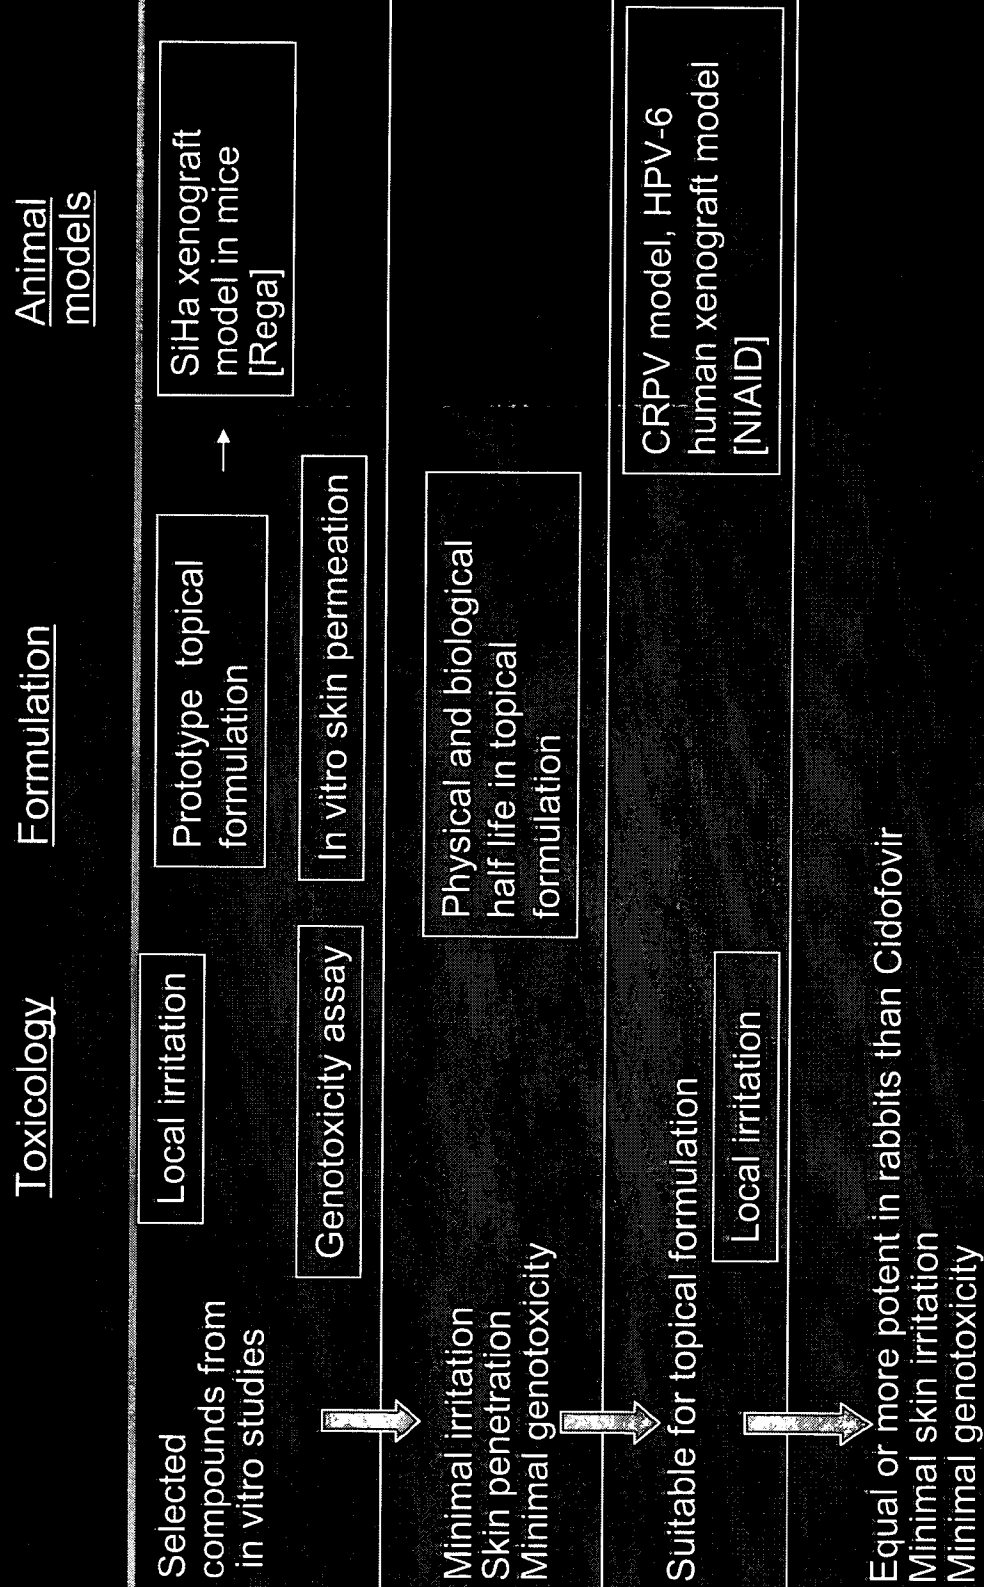 Toxicology
Formulation
Animal
models
Selected
compounds from
in vitro studies
Local irritation
Genotoxicity assay
Prototype topical
formulation
In vitro skin permeation
SiHa xenograft
model in mice
[Rega]
Minimal irritation
Skin penetration
Minimal genotoxicity
Physical and biological
half life in topical
formulation
Suitable for topical formulation
Local irritation
CRPV model, HPV-6
human xenograft model
[NIAID]
Equal or more potent in rabbits than Cidofovir
Minimal skin irritation
Minimal genotoxicity